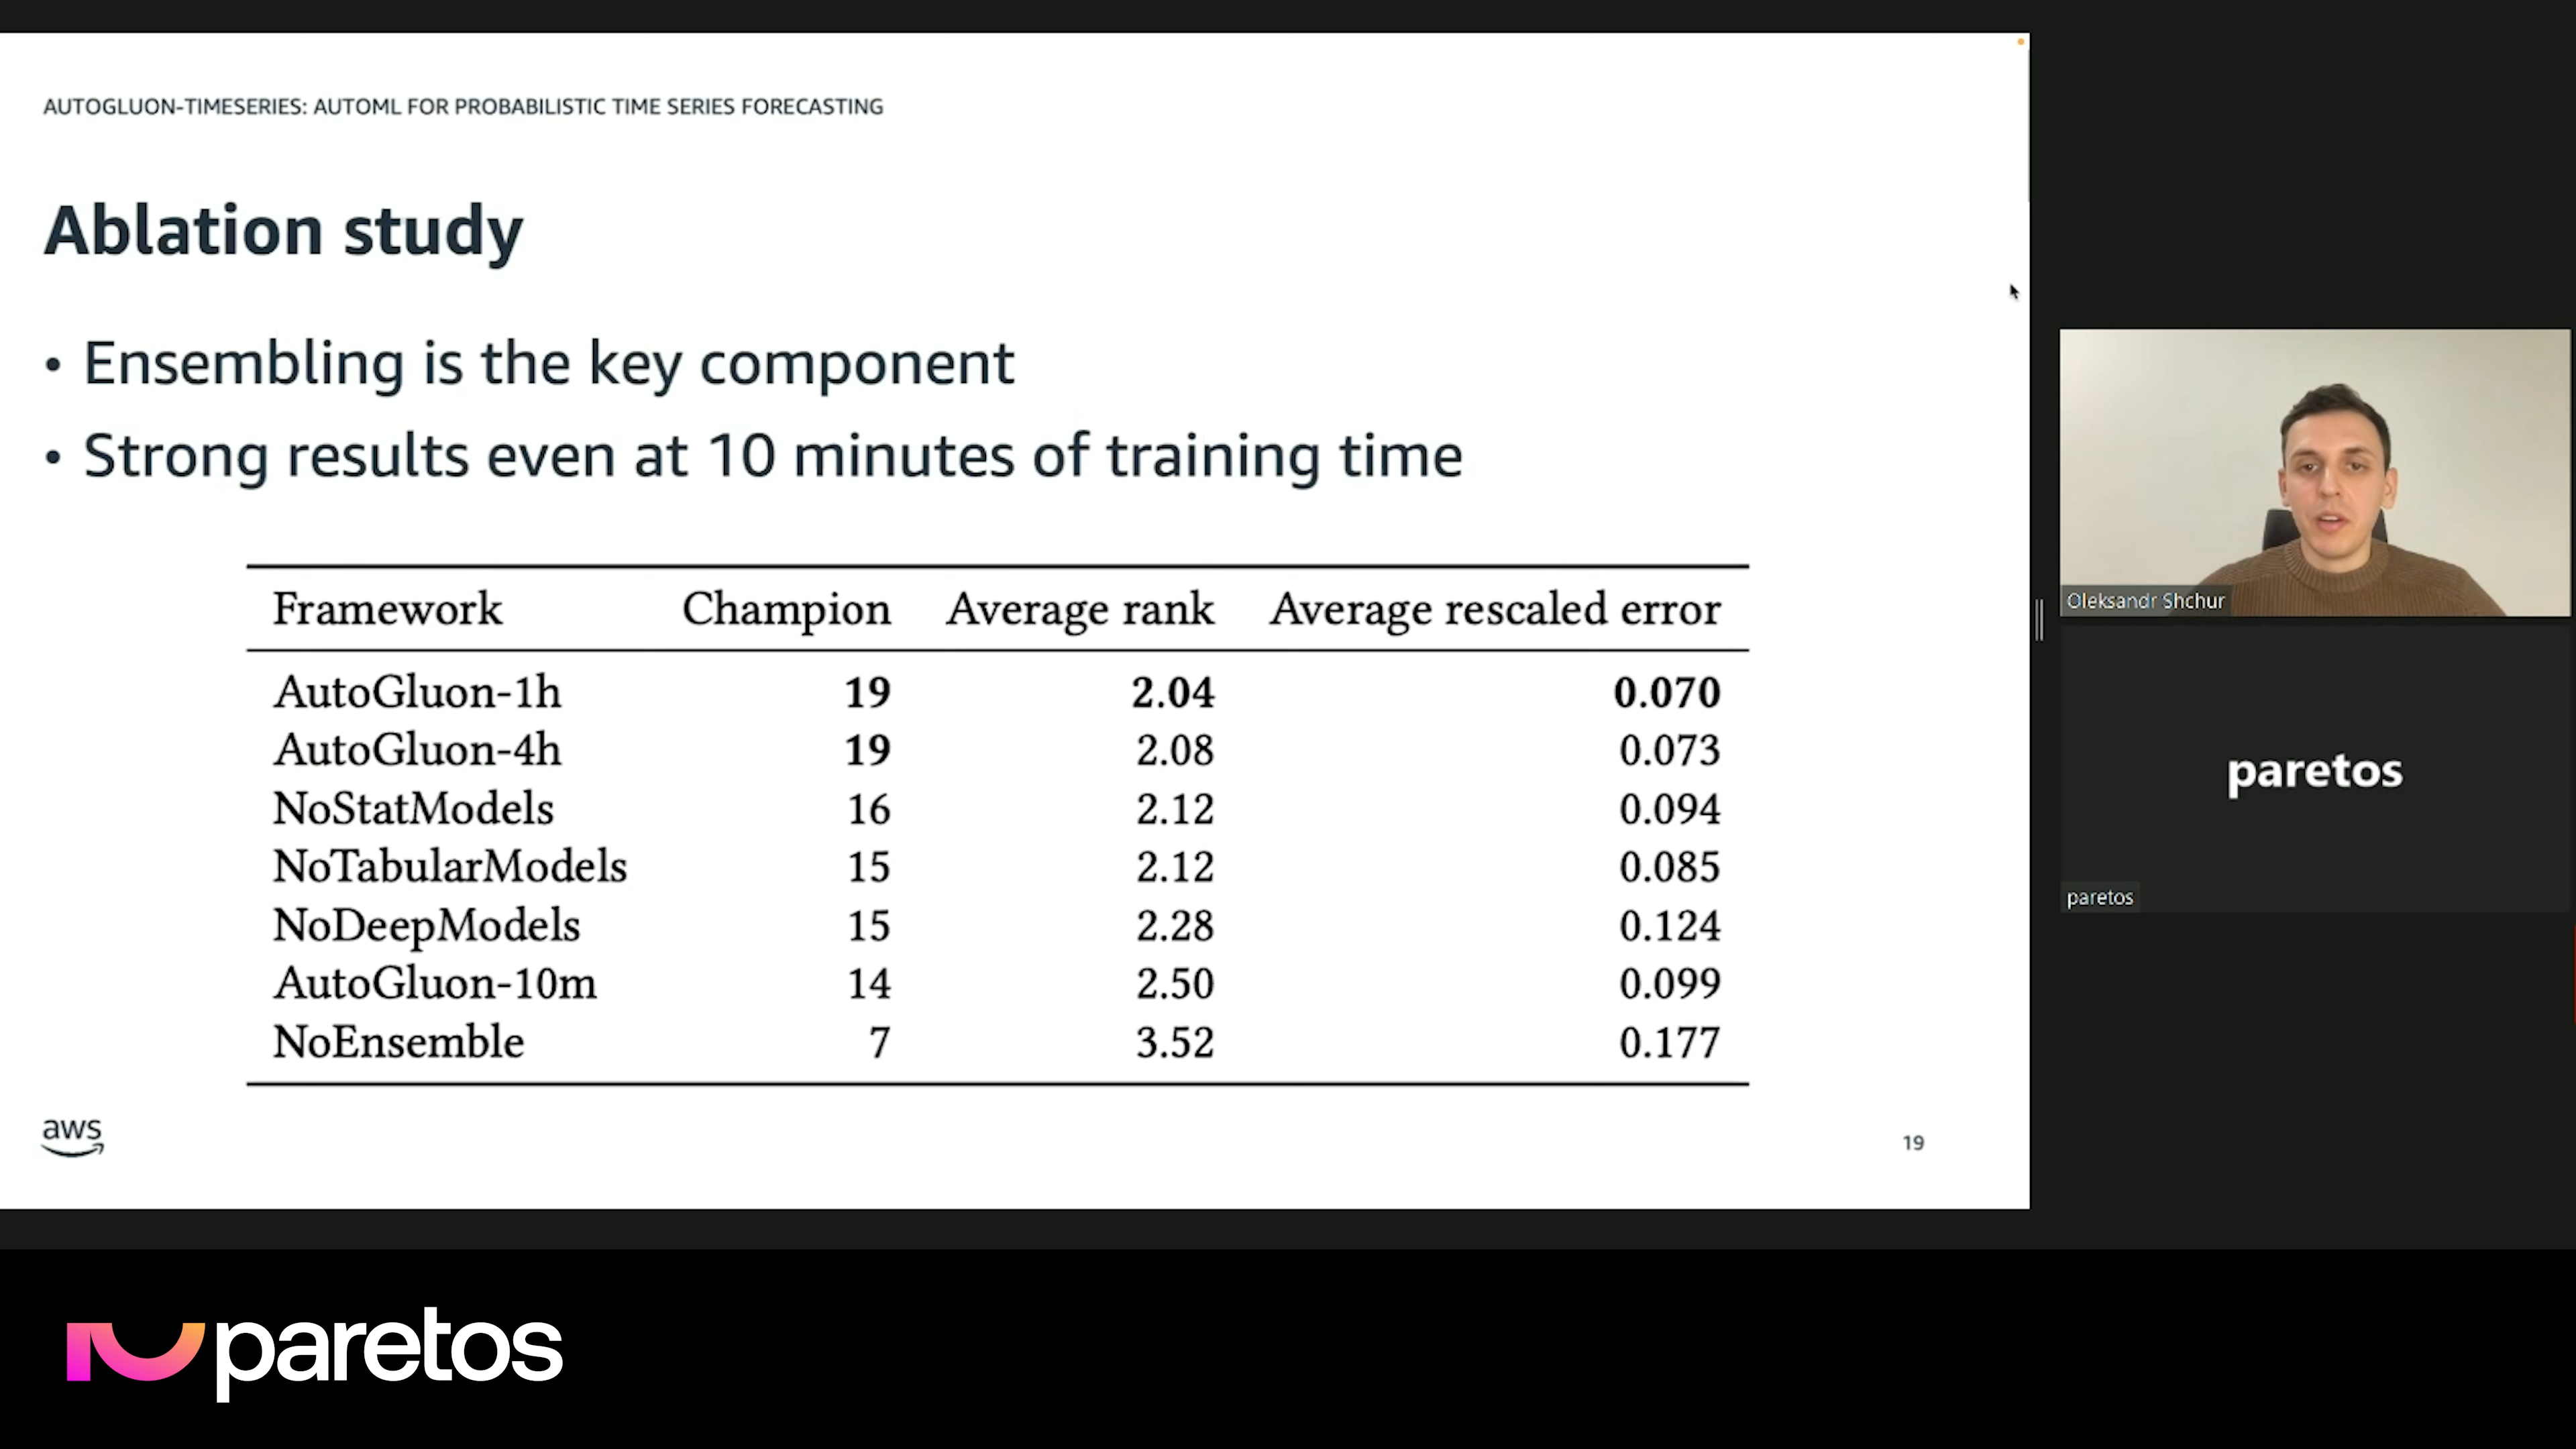 AUTOGLUON-TIMESERIES: AUTOML FOR PROBABILISTIC TIME SERIES FORECASTING
Ablation study
• Ensembling is the key component
• Strong results even at 10 minutes of training time
Framework Champion Average rank Average rescaled error
AutoGluon-1h 19 2.04 0.070
AutoGluon-4h 19 2.08 0.073
NoStatModels 16 2.12 0.094
NoTabularModels 15 2.12 0.085
NoDeepModels 15 2.28 0.124
AutoGluon-10m 14 2.50 0.099
NoEnsemble 7 3.52 0.177
aws
19
Oleksandr Shchur
paretos
paretos
paretos